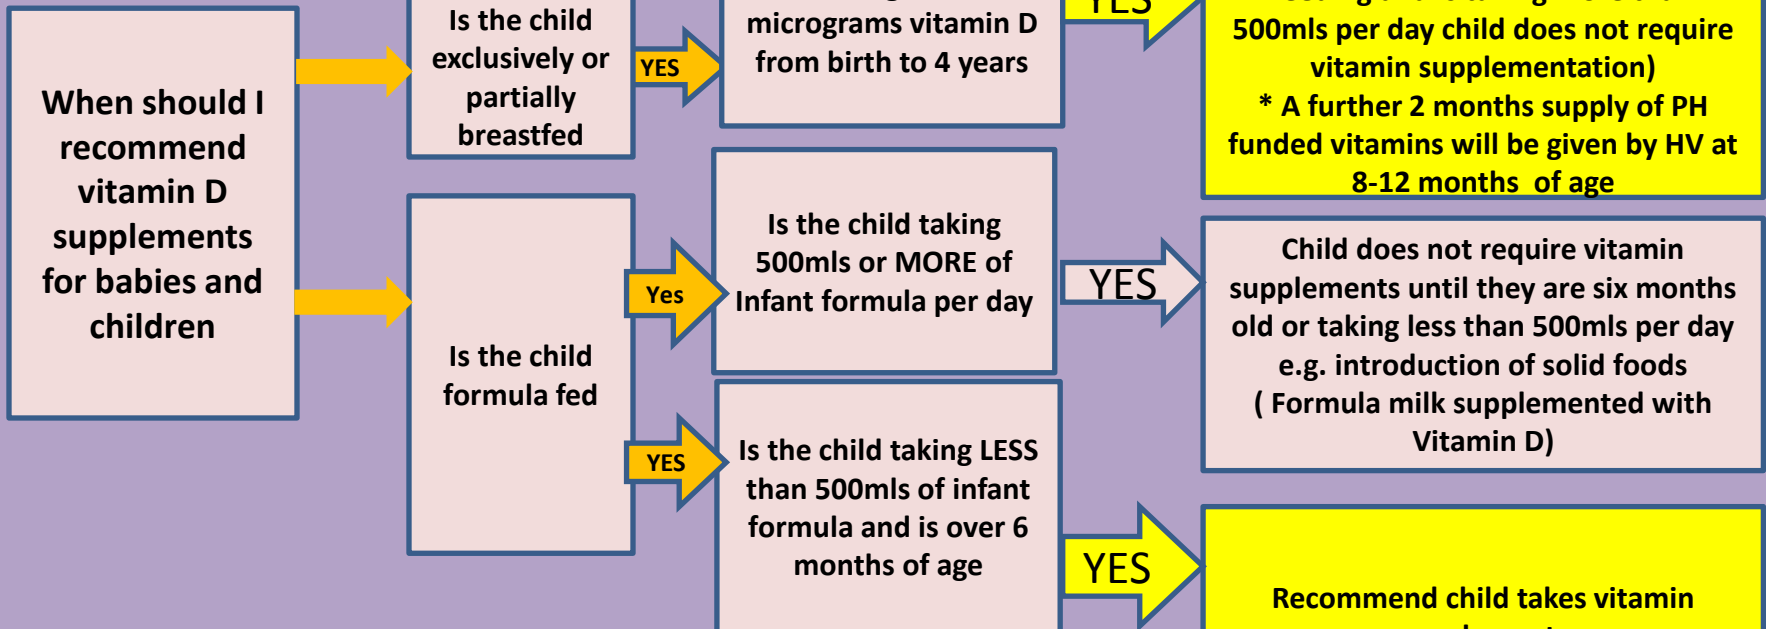 When should I
recommend
vitamin D
supplements
for babies and
children
Is the child
exclusively or
partially
breastfed
YES
micrograms vitamin D
from birth to 4 years
YES
500mls per day child does not require
vitamin supplementation)
* A further 2 months supply of PH
funded vitamins will be given by HV at
8-12 months of age
Is the child
formula fed
Yes
Is the child taking
500mls or MORE of
Infant formula per day
YES
Child does not require vitamin
supplements until they are six months
old or taking less than 500mls per day
e.g. introduction of solid foods
( Formula milk supplemented with
Vitamin D)
YES
Is the child taking LESS
than 500mls of infant
formula and is over 6
months of age
YES
Recommend child takes vitamin